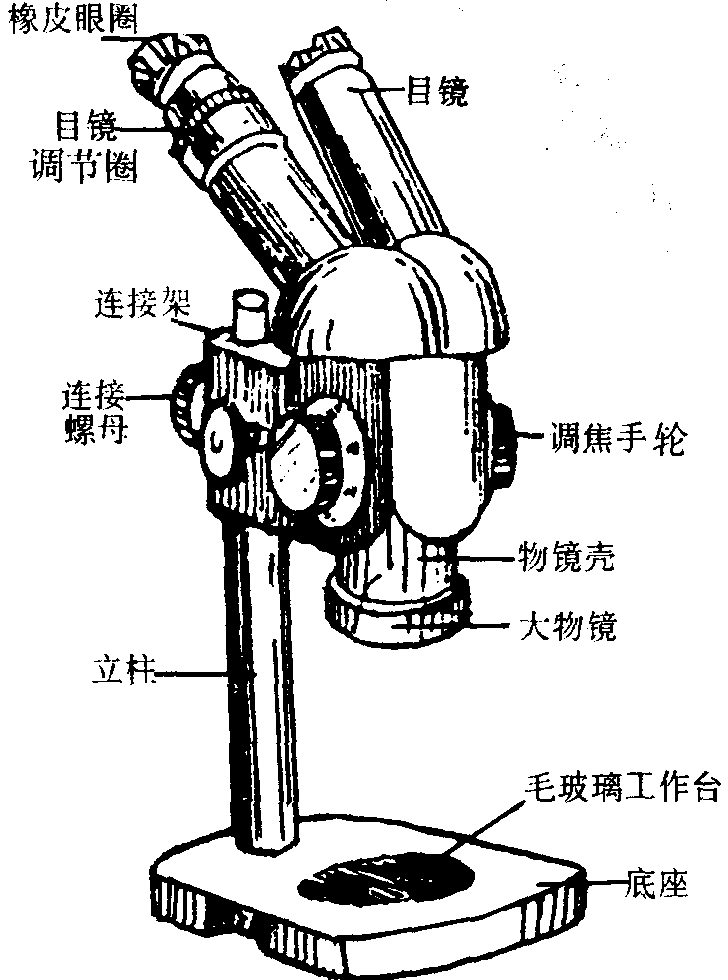 橡皮眼圈
目镜
目镜
调节圈
连接架
连接
螺母
调焦手轮
物镜壳
大物镜
立柱
毛玻璃工作台
底座